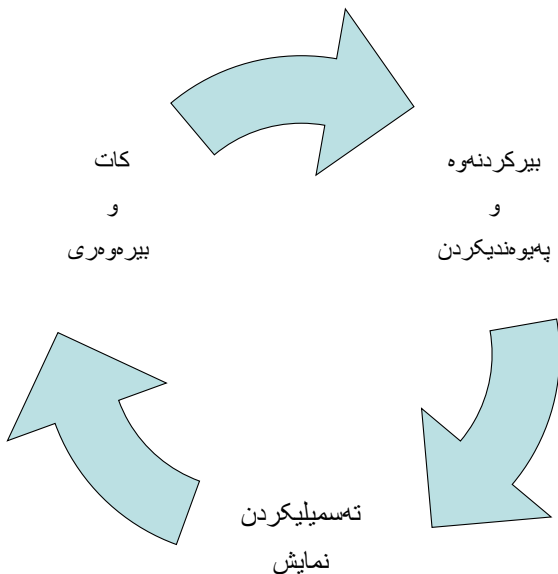 کات
و
بیرەوەری
بیرکردنەوە
و
پەیوەندیکردن
تەسمیلیکردن
نمایش